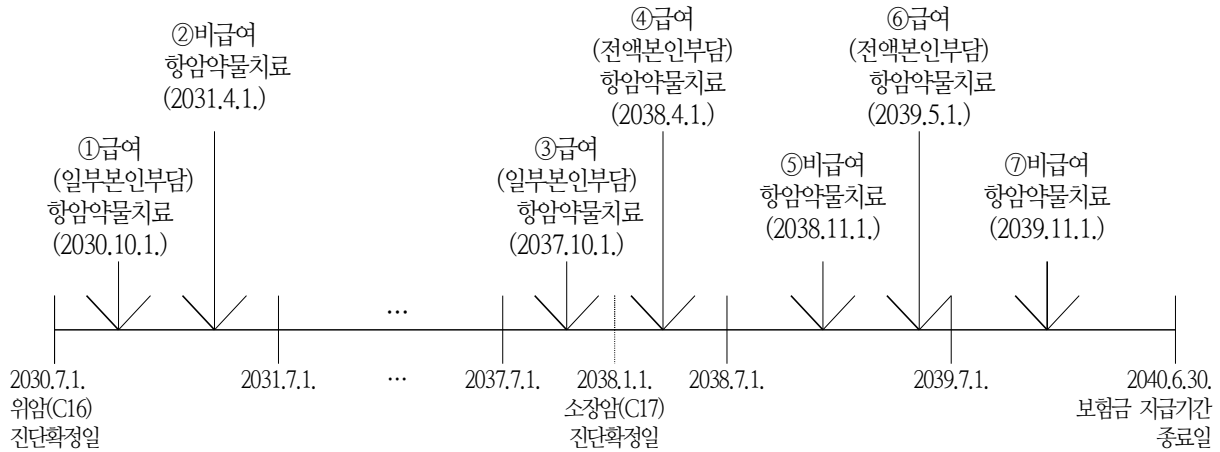 ②비급여
항암약물치료
(2031.4.1.)
④급여
(전액본인부담)
항암약물치료
(2038.4.1.)
⑥급여
(전액본인부담)
항암약물치료
(2039.5.1.)
①급여
(일부본인부담)
항암약물치료
(2030.10.1.)
③급여
(일부본인부담)
항암약물치료
(2037.10.1.)
⑤비급여
항암약물치료
(2038.11.1.)
⑦비급여
항암약물치료
(2039.11.1.)
…
2030.7.1.
위암(C16)
진단확정일
2031.7.1.
…
2037.7.1.
2038.1.1.
소장암(C17)
진단확정일
2038.7.1.
2039.7.1.
2040.6.30.
보험금 지급기간
종료일